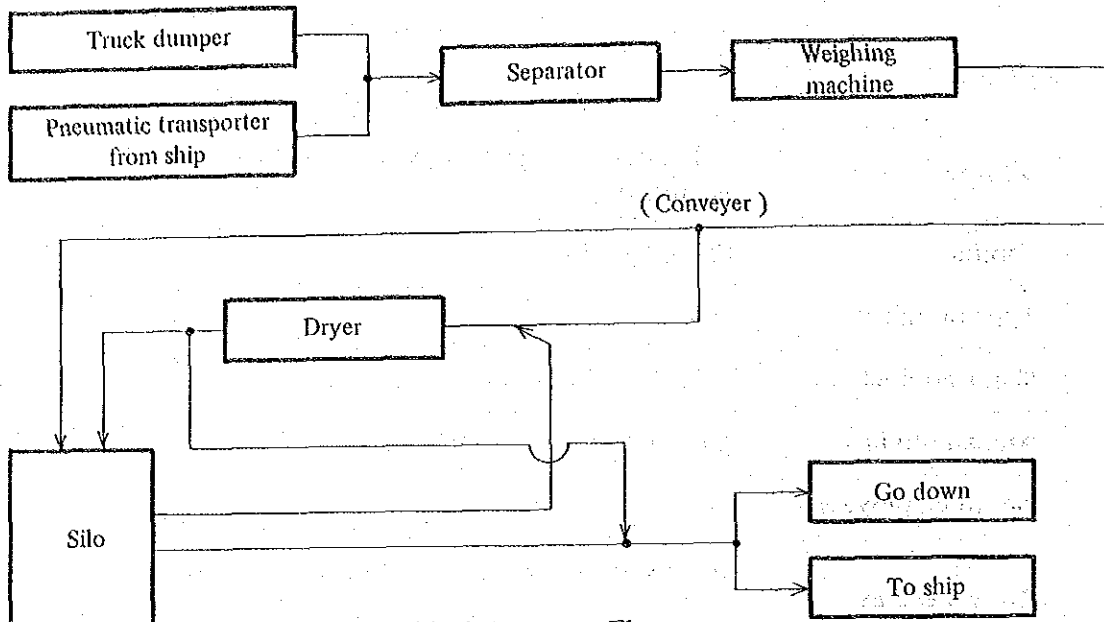 Truck dumper
Pneumatic transporter
from ship
Separator
Weighing
machine
( Conveyer )
Dryer
Silo
Go down
To ship